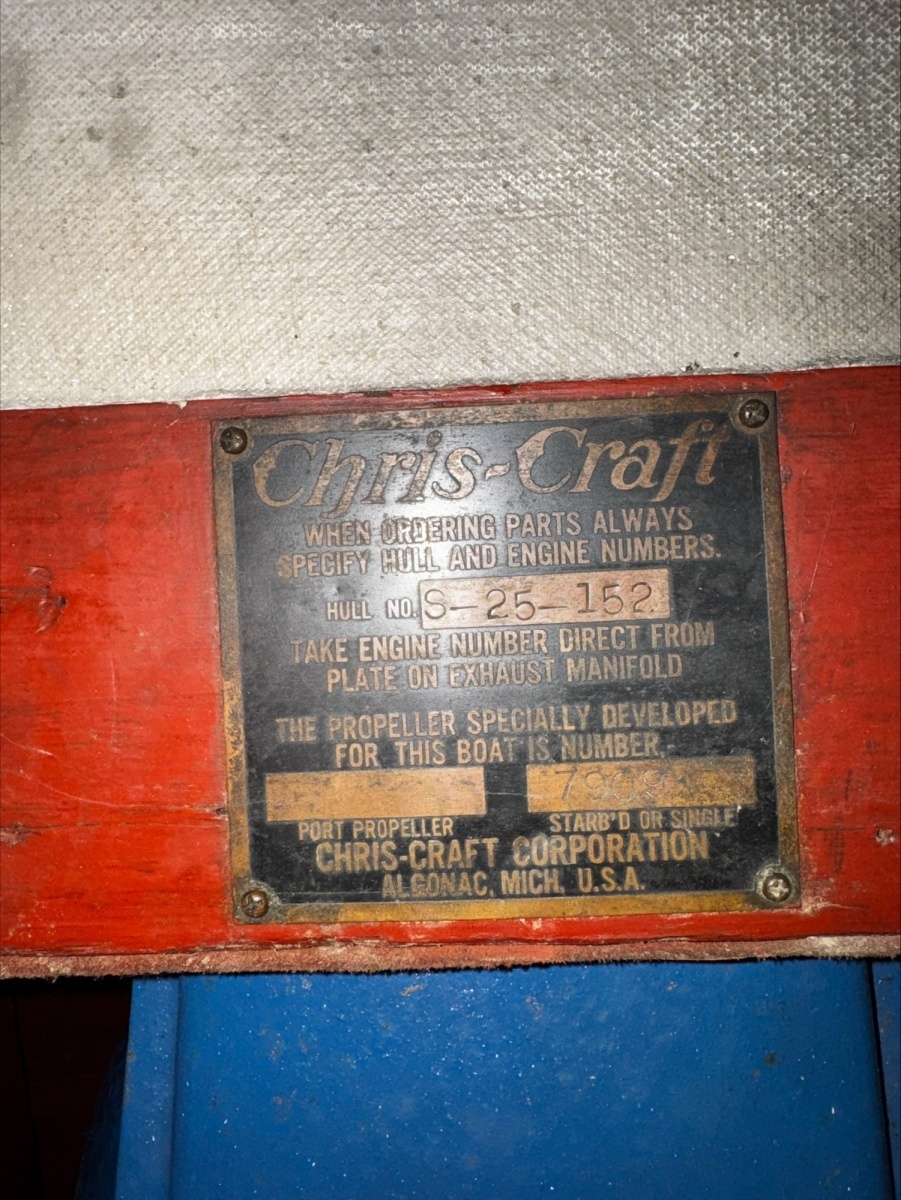 Chris-Craft
WHEN ORDERING PARTS ALWAYS
SPECIFY HULL AND ENGINE NUMBERS.
HULL NO. S-25-152
TAKE ENGINE NUMBER DIRECT FROM
PLATE ON EXHAUST MANIFOLD
THE PROPELLER SPECIALLY DEVELOPED
FOR THIS BOAT IS NUMBER.-
PORT PROPELLER STARB'D OR SINGLE
CHRIS-CRAFT CORPORATION
ALGONAC, MICH. U.S.A.